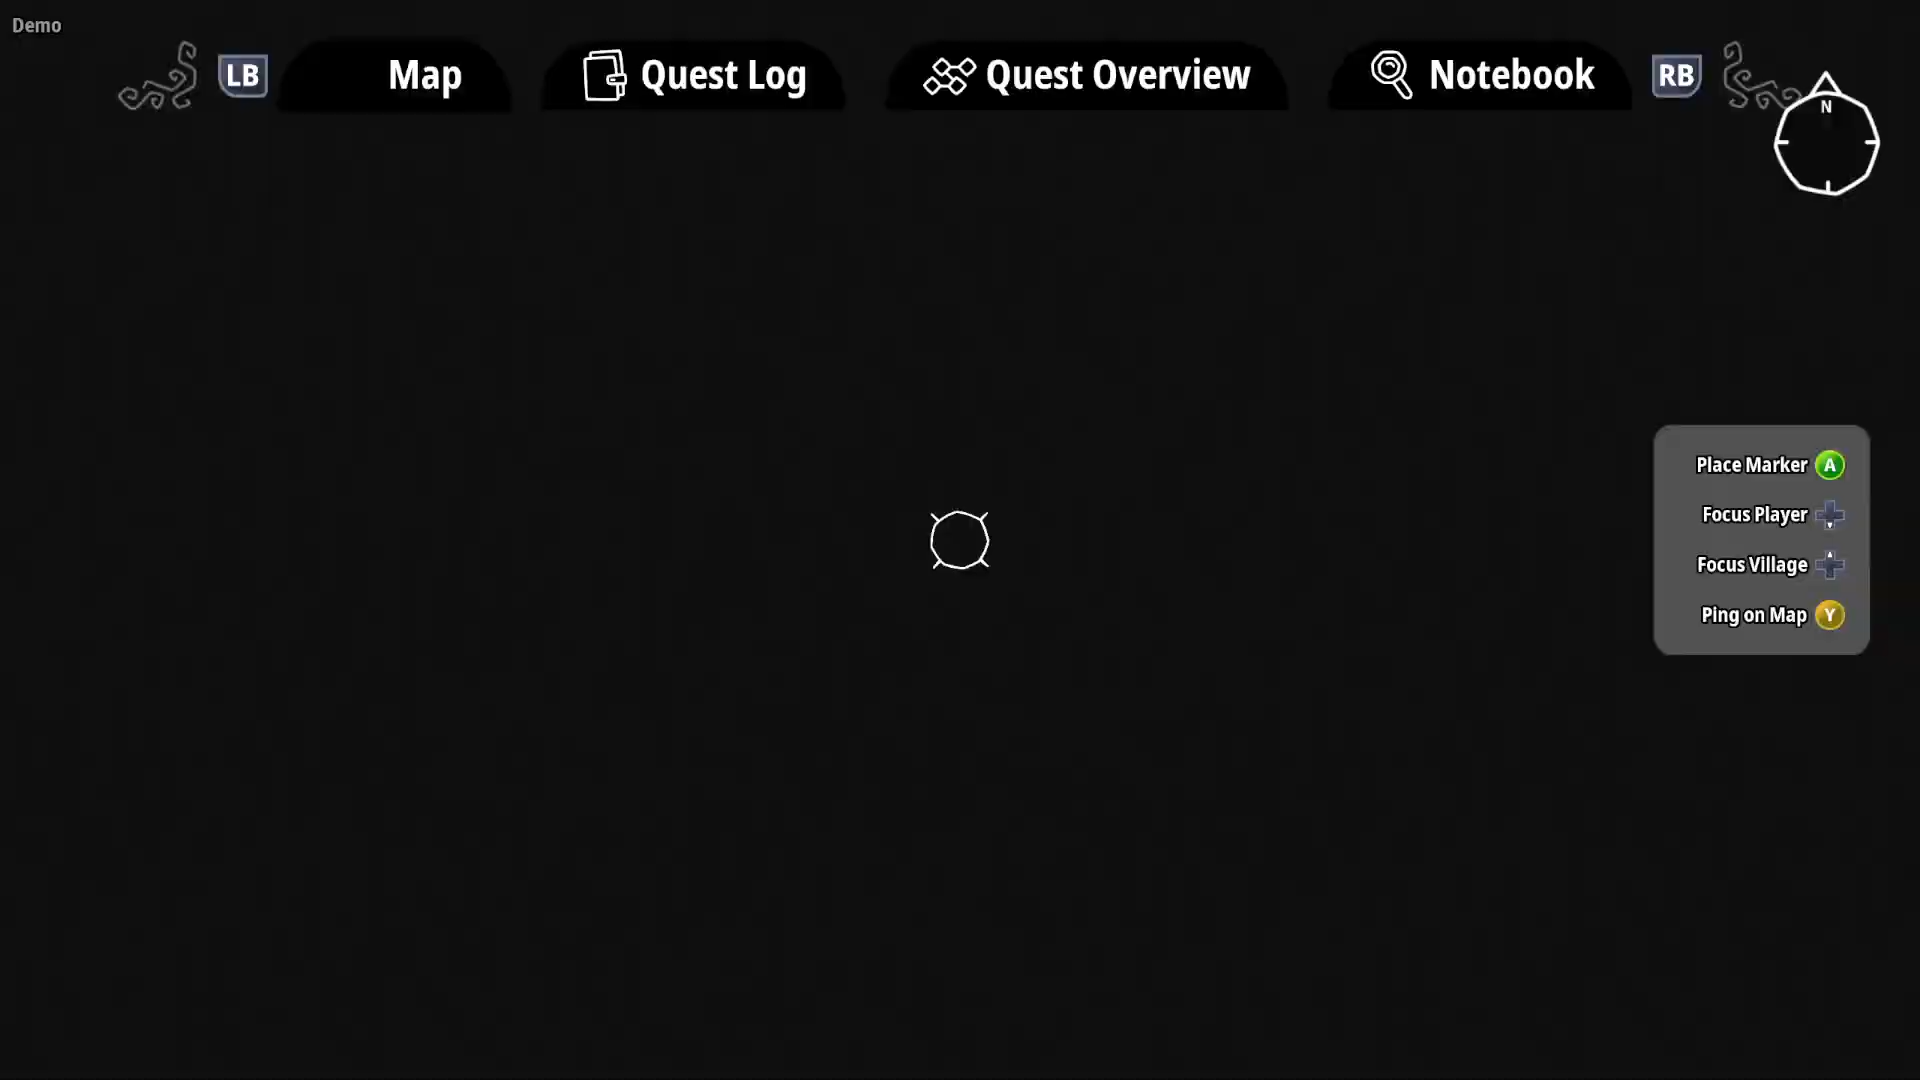 Demo
LB Map Quest Log Quest Overview Notebook RB
N
Place Marker A
Focus Player
Focus Village
Ping on Map Y